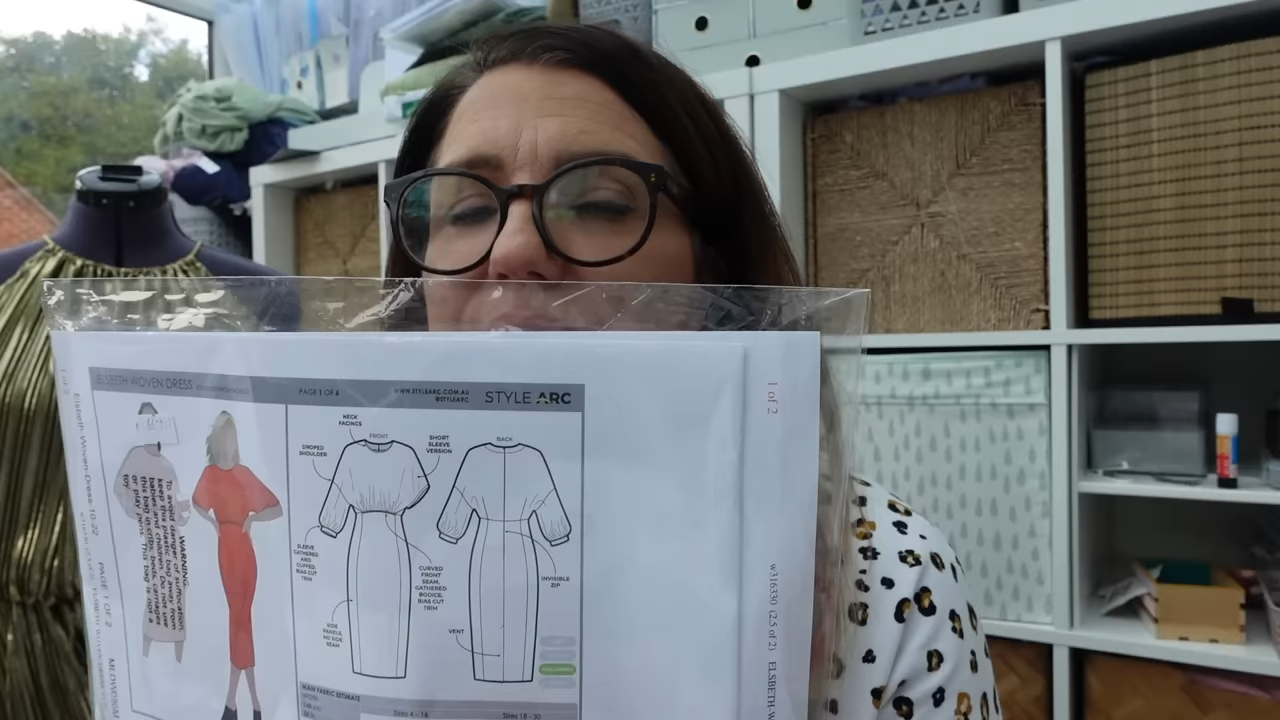 ELSBETH WOVEN DRESS
PAGE 1 OF 6
WWW.STYLEARC.COM.AU
@STYLEARC
STYLE ARC
NECK
FACINGS
FRONT
DROPED
SHOULDER
SHORT
SLEEVE
VERSION
BACK
SLEEVE
GATHERED
AND
CUFFED,
BIAS CUT
TRIM
CURVED
FRONT
SEAM,
GATHERED
BODICE,
BIAS CUT
TRIM
INVISIBLE
ZIP
SIDE
PANELS,
NO SIDE
SEAM
VENT
MAIN FABRIC ESTIMATE
Sizes 4 - 16
Sizes 18 - 30
WARNING:
To avoid danger of suffocation,
keep this plastic bag away from
babies and children. Do not use
this bag in cribs, beds, carriages
or play pens. This bag is not a
toy.
1 of 2
Elsbeth-Woven-Dress-10-22
PAGE 1 OF 2
1 of 2
w316330 (2.5 of 2)
ELSBETH-W